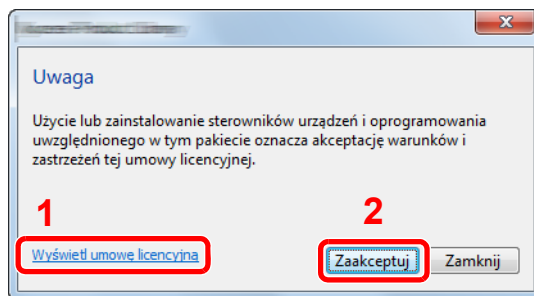 Uwaga
Użycie lub zainstalowanie sterowników urządzeń i oprogramowania
uwzględnionego w tym pakiecie oznacza akceptację warunków i
zastrzeżeń tej umowy licencyjnej.
1
2
Wyświetl umowę licencyjną
Zaakceptuj
Zamknij